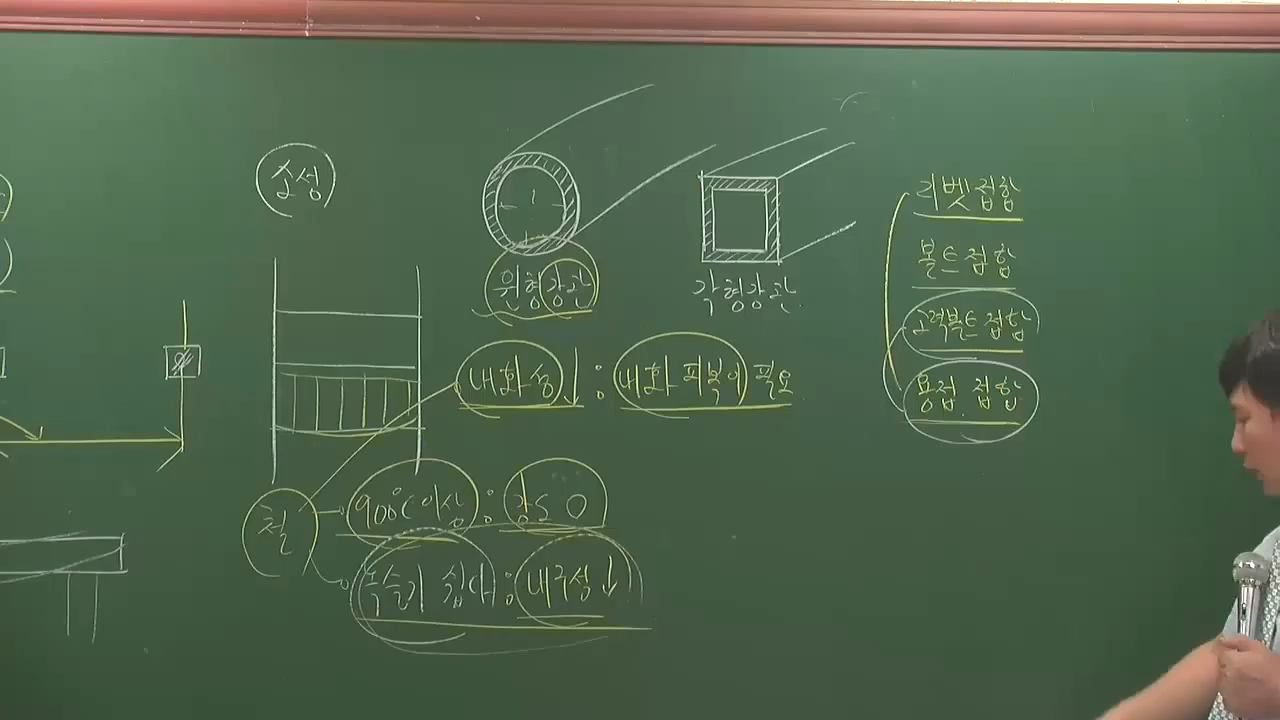 원형강관
각형강관
내화성↓ : 내화피복이 필요
철
900℃이상 : 강도 0
녹슬기 쉽다 : 내구성↓
리벳접합
볼트접합
고력볼트접합
용접 접합